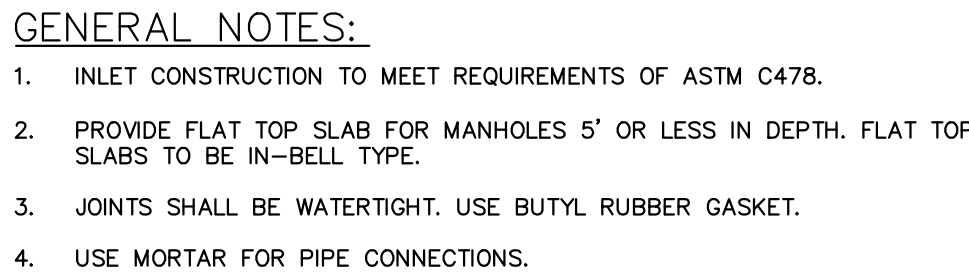 GENERAL NOTES:
1. INLET CONSTRUCTION TO MEET REQUIREMENTS OF ASTM C478.
2. PROVIDE FLAT TOP SLAB FOR MANHOLES 5' OR LESS IN DEPTH. FLAT TOP
SLABS TO BE IN-BELL TYPE.
3. JOINTS SHALL BE WATERTIGHT. USE BUTYL RUBBER GASKET.
4. USE MORTAR FOR PIPE CONNECTIONS.